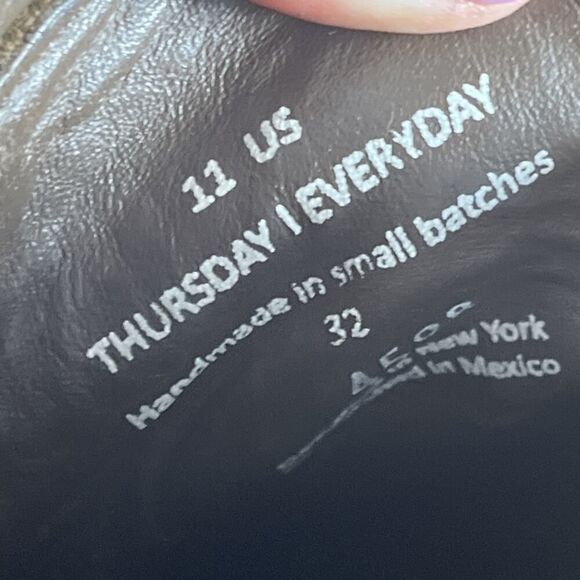 11 US
THURSDAY | EVERYDAY
Handmade in small batches
32
New York
in Mexico